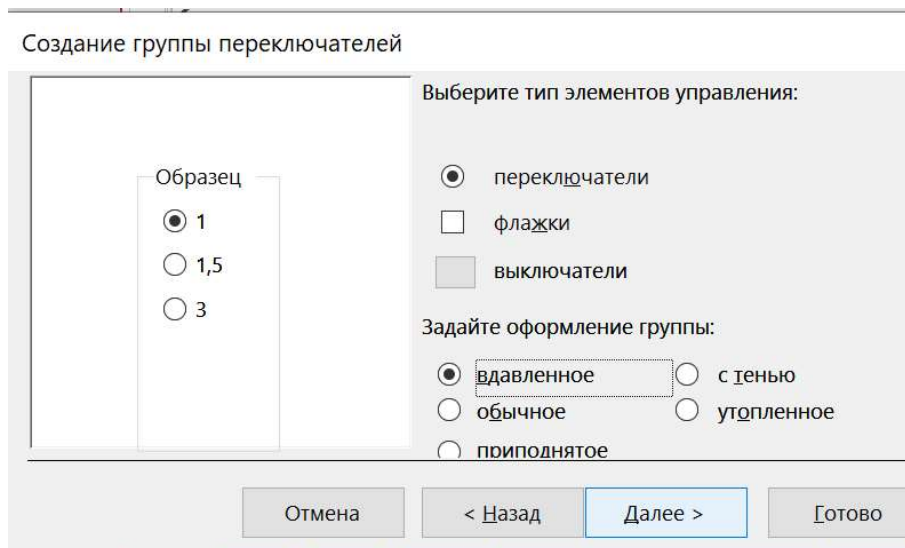 Создание группы переключателей
Выберите тип элементов управления:
Образец
1
1,5
3
переключатели
флажки
выключатели
Задайте оформление группы:
вдавленное
с тенью
обычное
утопленное
приподнятое
Отмена
< Назад
Далее >
Готово